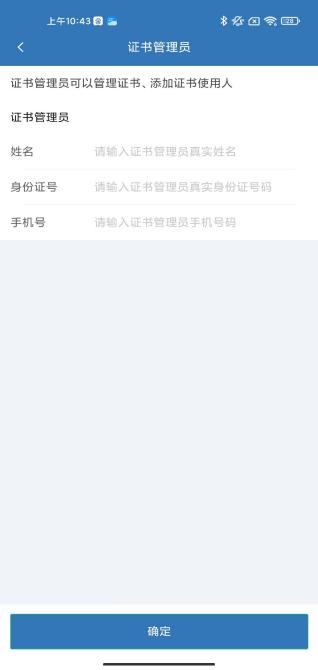 上午10:43
28
证书管理员
证书管理员可以管理证书、添加证书使用人
证书管理员
姓名 请输入证书管理员真实姓名
身份证号 请输入证书管理员真实身份证号码
手机号 请输入证书管理员手机号码
确定